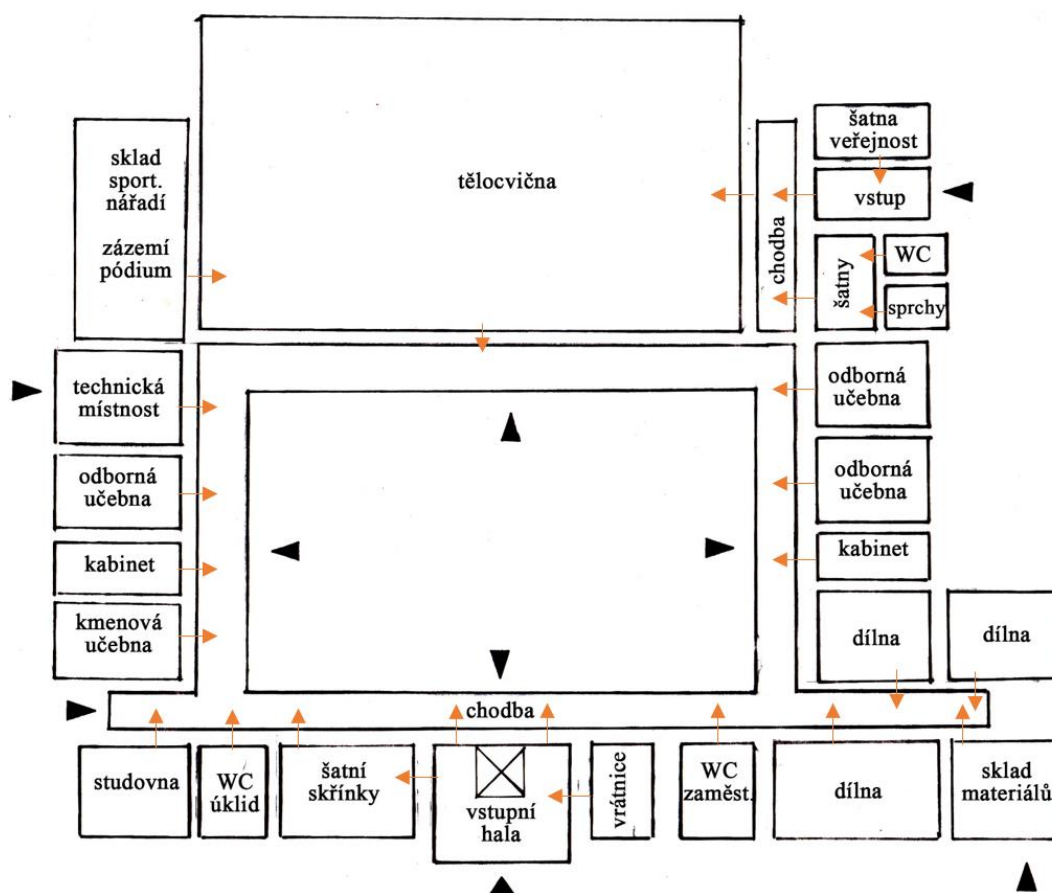 šatna
veřejnost
sklad
sport.
nářadí
zázemí
pódium
tělocvična
vstup
chodba
šatny
WC
sprchy
technická
místnost
odborná
učebna
odborná
učebna
odborná
učebna
kabinet
kabinet
kmenová
učebna
dílna
dílna
chodba
studovna
WC
úklid
šatní
skřínky
vstupní
hala
vrátnice
WC
zaměst.
dílna
sklad
materiálů